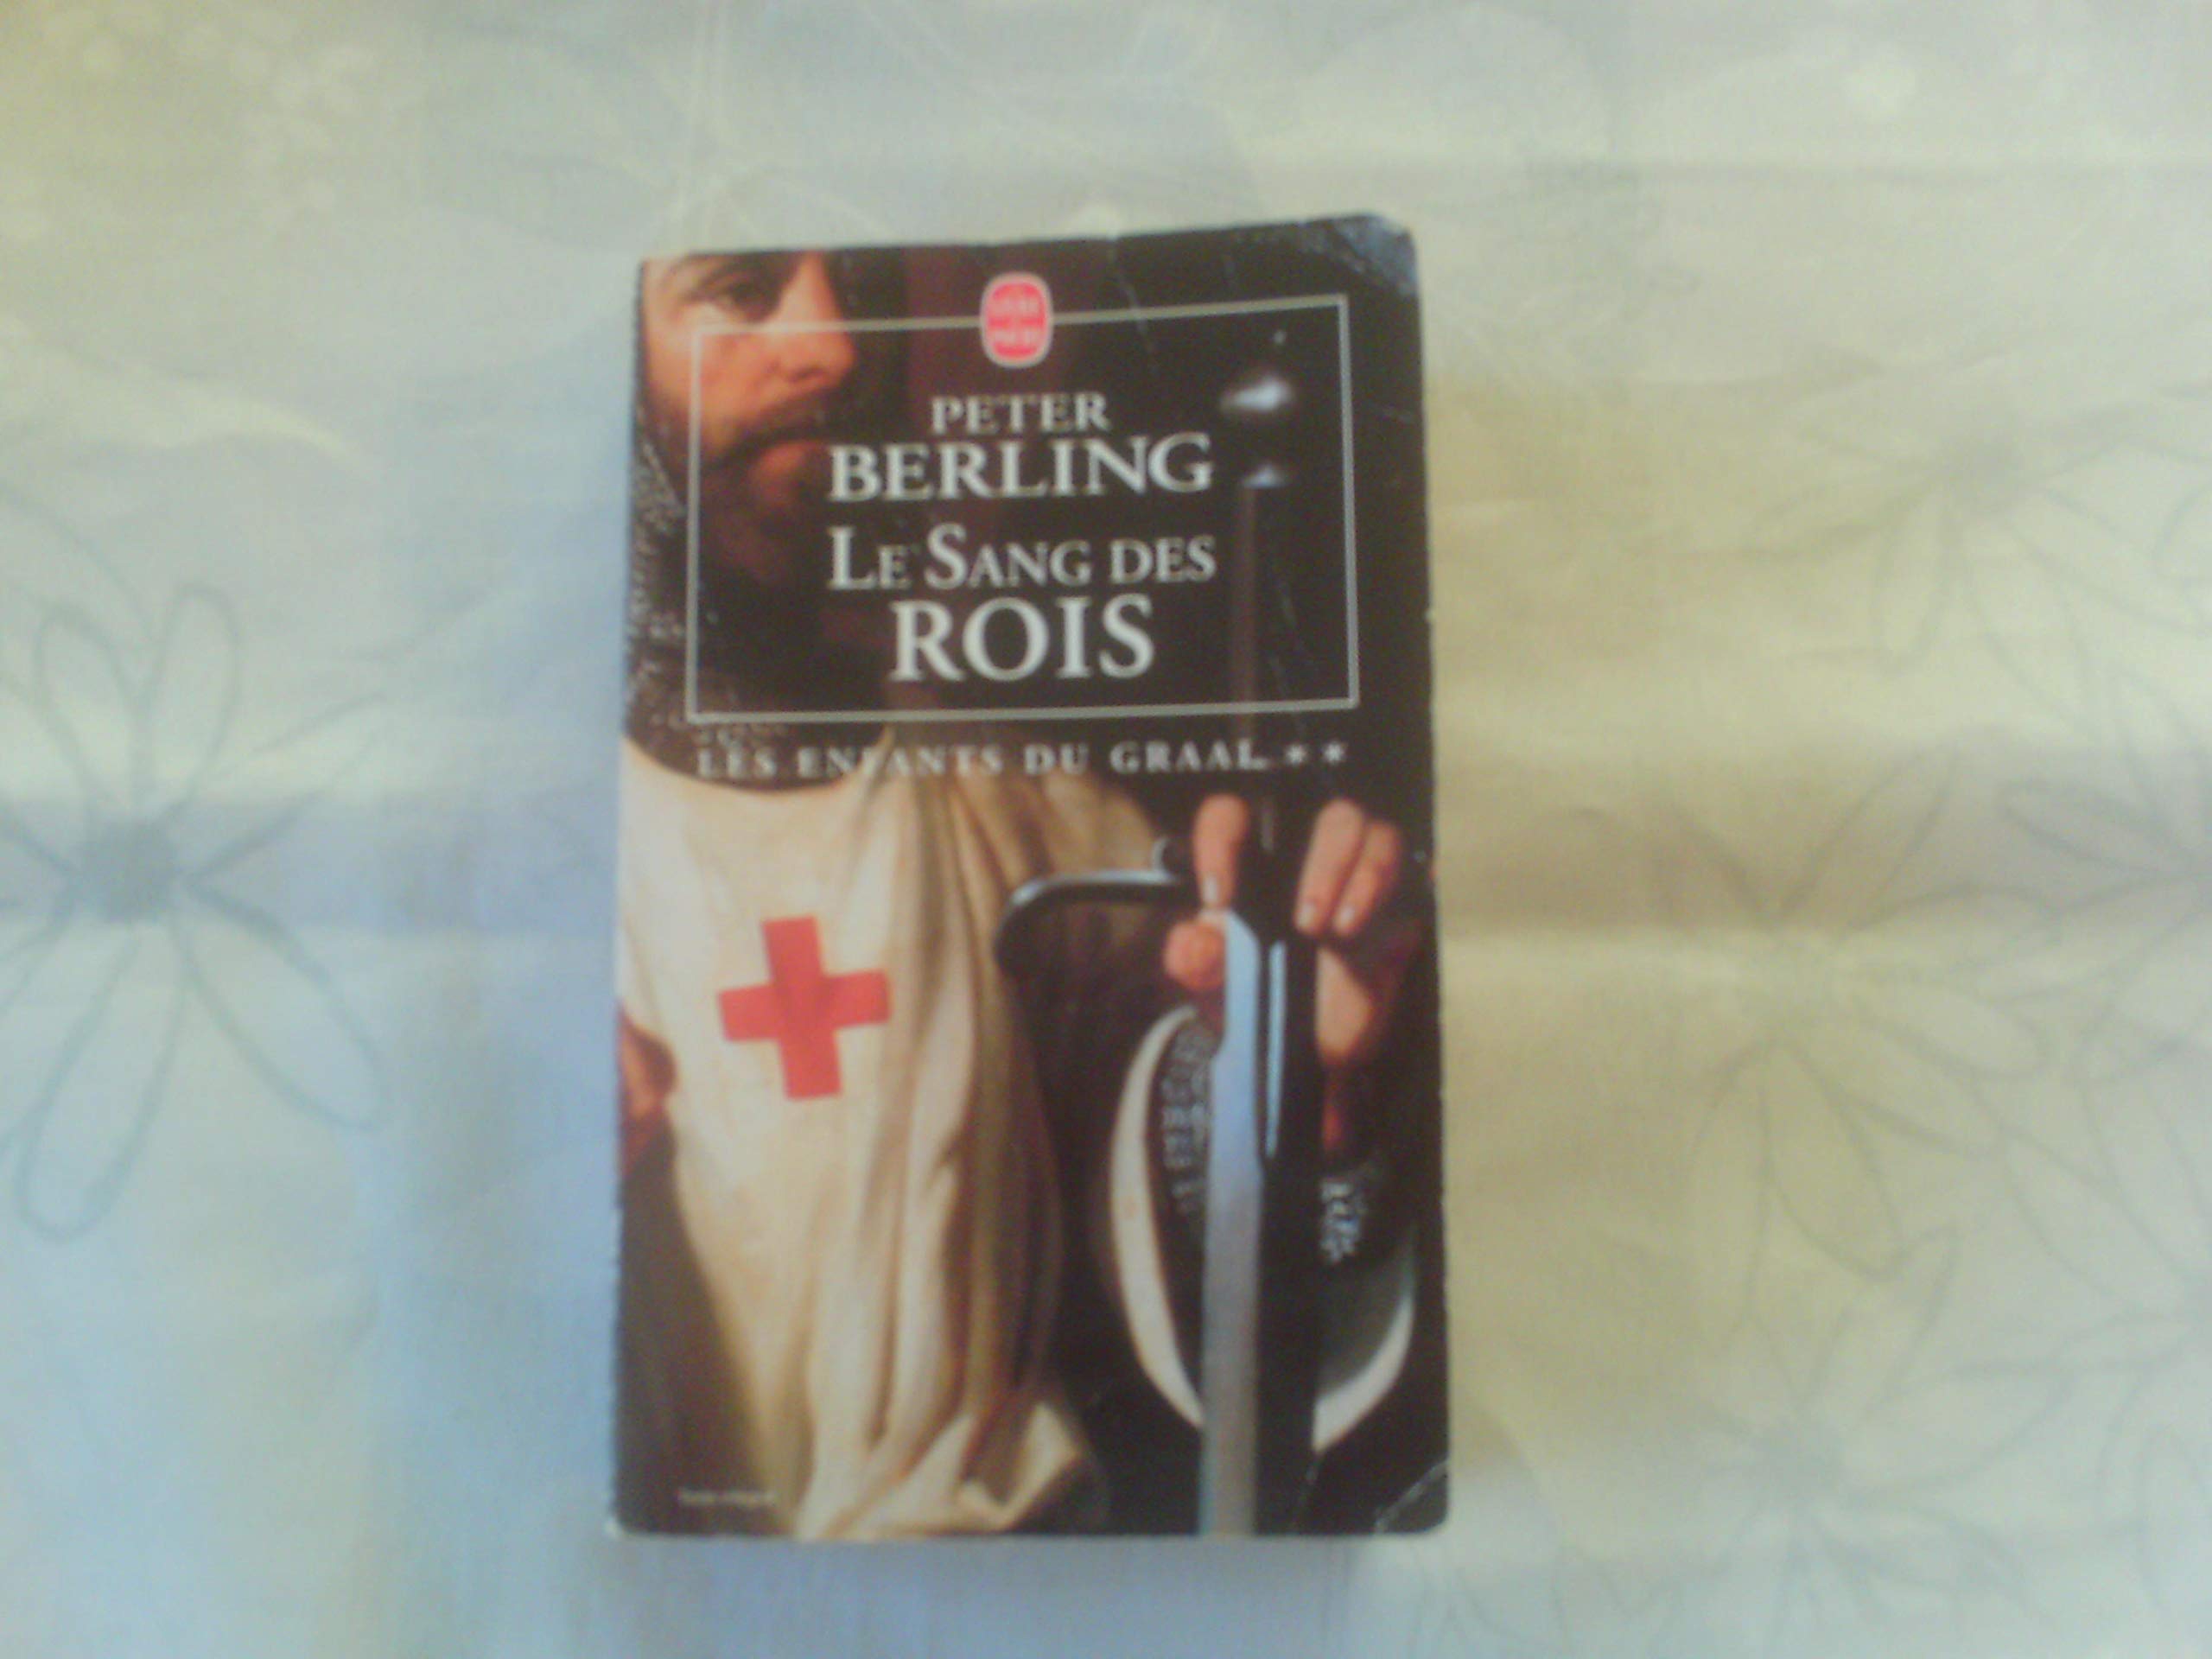 PETER
BERLING
LE SANG DES
ROIS
LES ENFANTS DU GRAAL * *